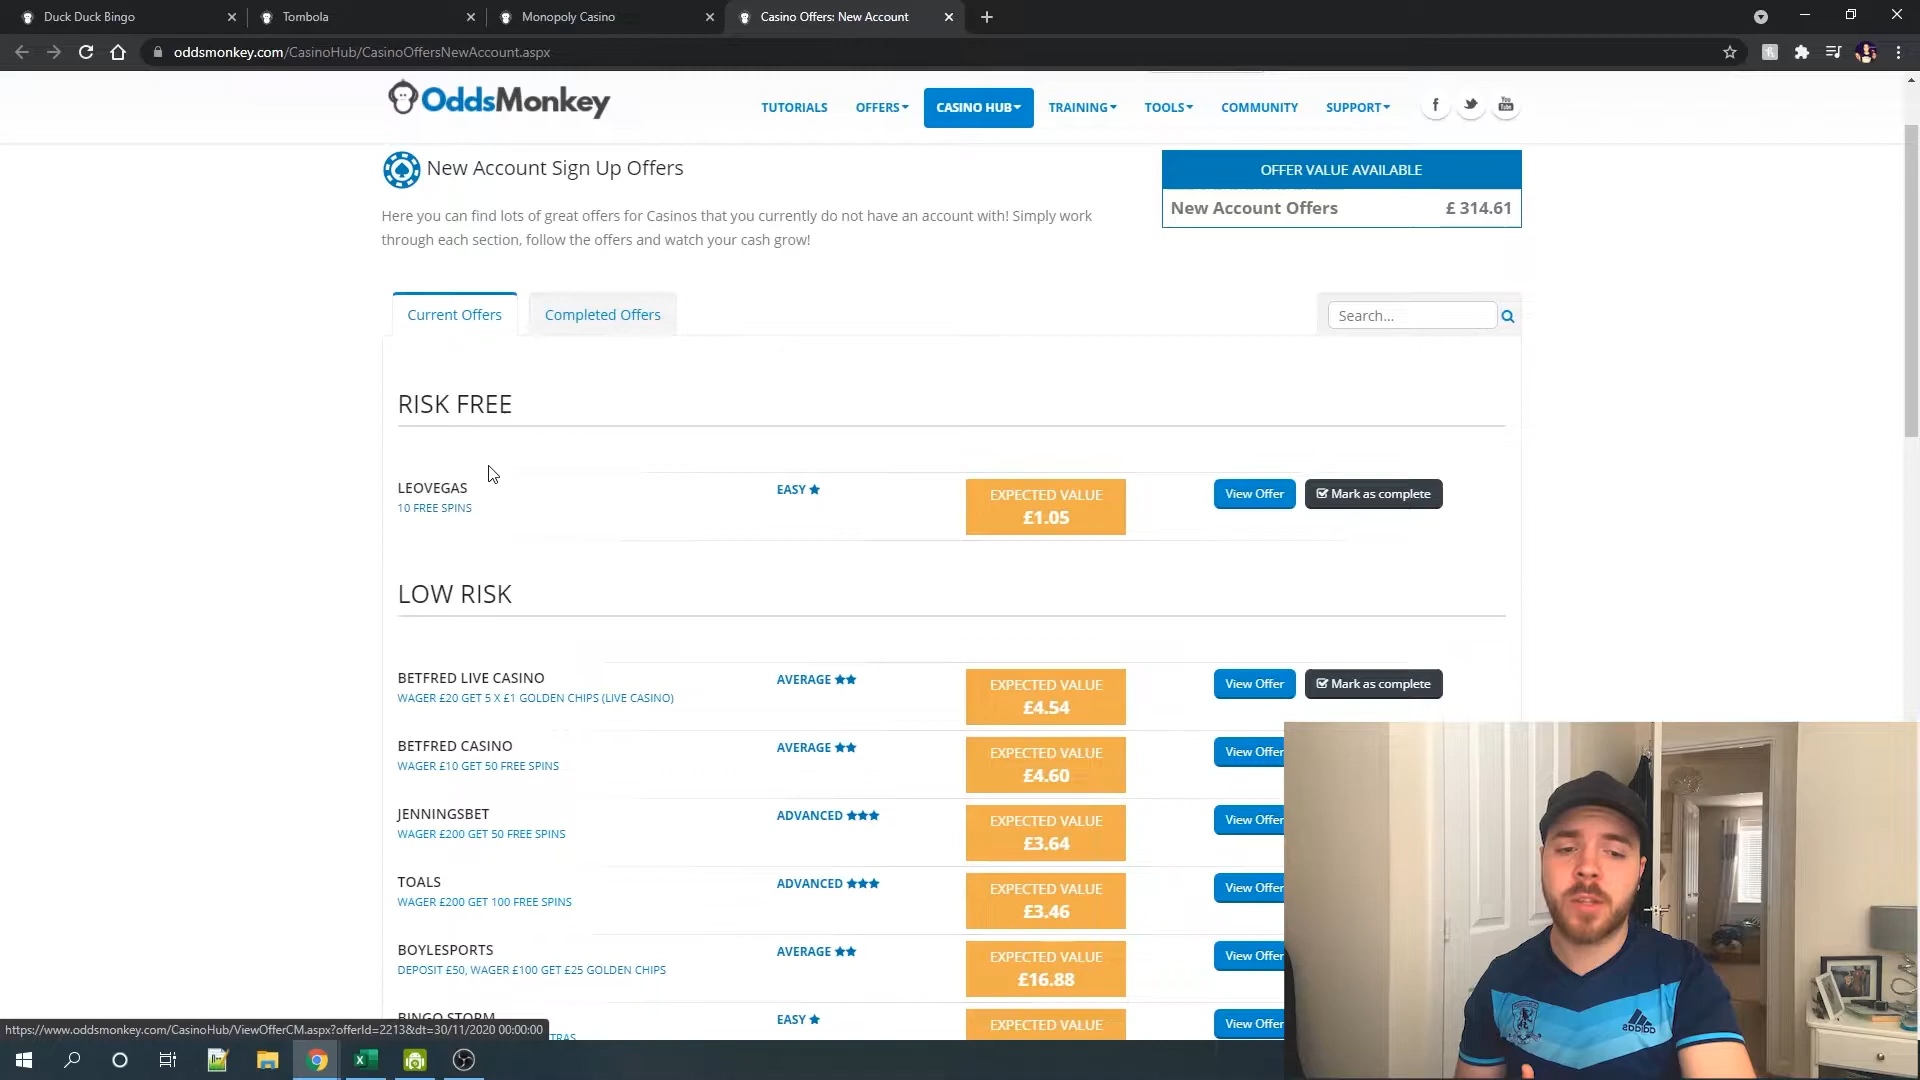 Duck Duck Bingo
Tombola
Monopoly Casino
Casino Offers: New Account
oddsmonkey.com/CasinoHub/CasinoOffersNewAccount.aspx
OddsMonkey
TUTORIALS
OFFERS
CASINO HUB
TRAINING
TOOLS
COMMUNITY
SUPPORT
New Account Sign Up Offers
Here you can find lots of great offers for Casinos that you currently do not have an account with! Simply work
through each section, follow the offers and watch your cash grow!
OFFER VALUE AVAILABLE
New Account Offers £ 314.61
Current Offers
Completed Offers
Search...
RISK FREE
LEOVEGAS
10 FREE SPINS
EASY
EXPECTED VALUE
£1.05
View Offer
Mark as complete
LOW RISK
BETFRED LIVE CASINO
WAGER £20 GET 5 X £1 GOLDEN CHIPS (LIVE CASINO)
AVERAGE
EXPECTED VALUE
£4.54
View Offer
Mark as complete
BETFRED CASINO
WAGER £10 GET 50 FREE SPINS
AVERAGE
EXPECTED VALUE
£4.60
View Offer
JENNINGSBET
WAGER £200 GET 50 FREE SPINS
ADVANCED
EXPECTED VALUE
£3.64
View Offer
TOALS
WAGER £200 GET 100 FREE SPINS
ADVANCED
EXPECTED VALUE
£3.46
View Offer
BOYLESPORTS
DEPOSIT £50, WAGER £100 GET £25 GOLDEN CHIPS
AVERAGE
EXPECTED VALUE
£16.88
View Offer
BINGO STORM
TRAS
EASY
EXPECTED VALUE
View Offer
https://www.oddsmonkey.com/CasinoHub/ViewOfferCM.aspx?offerId=2213&dt=30/11/2020 00:00:00
adidas